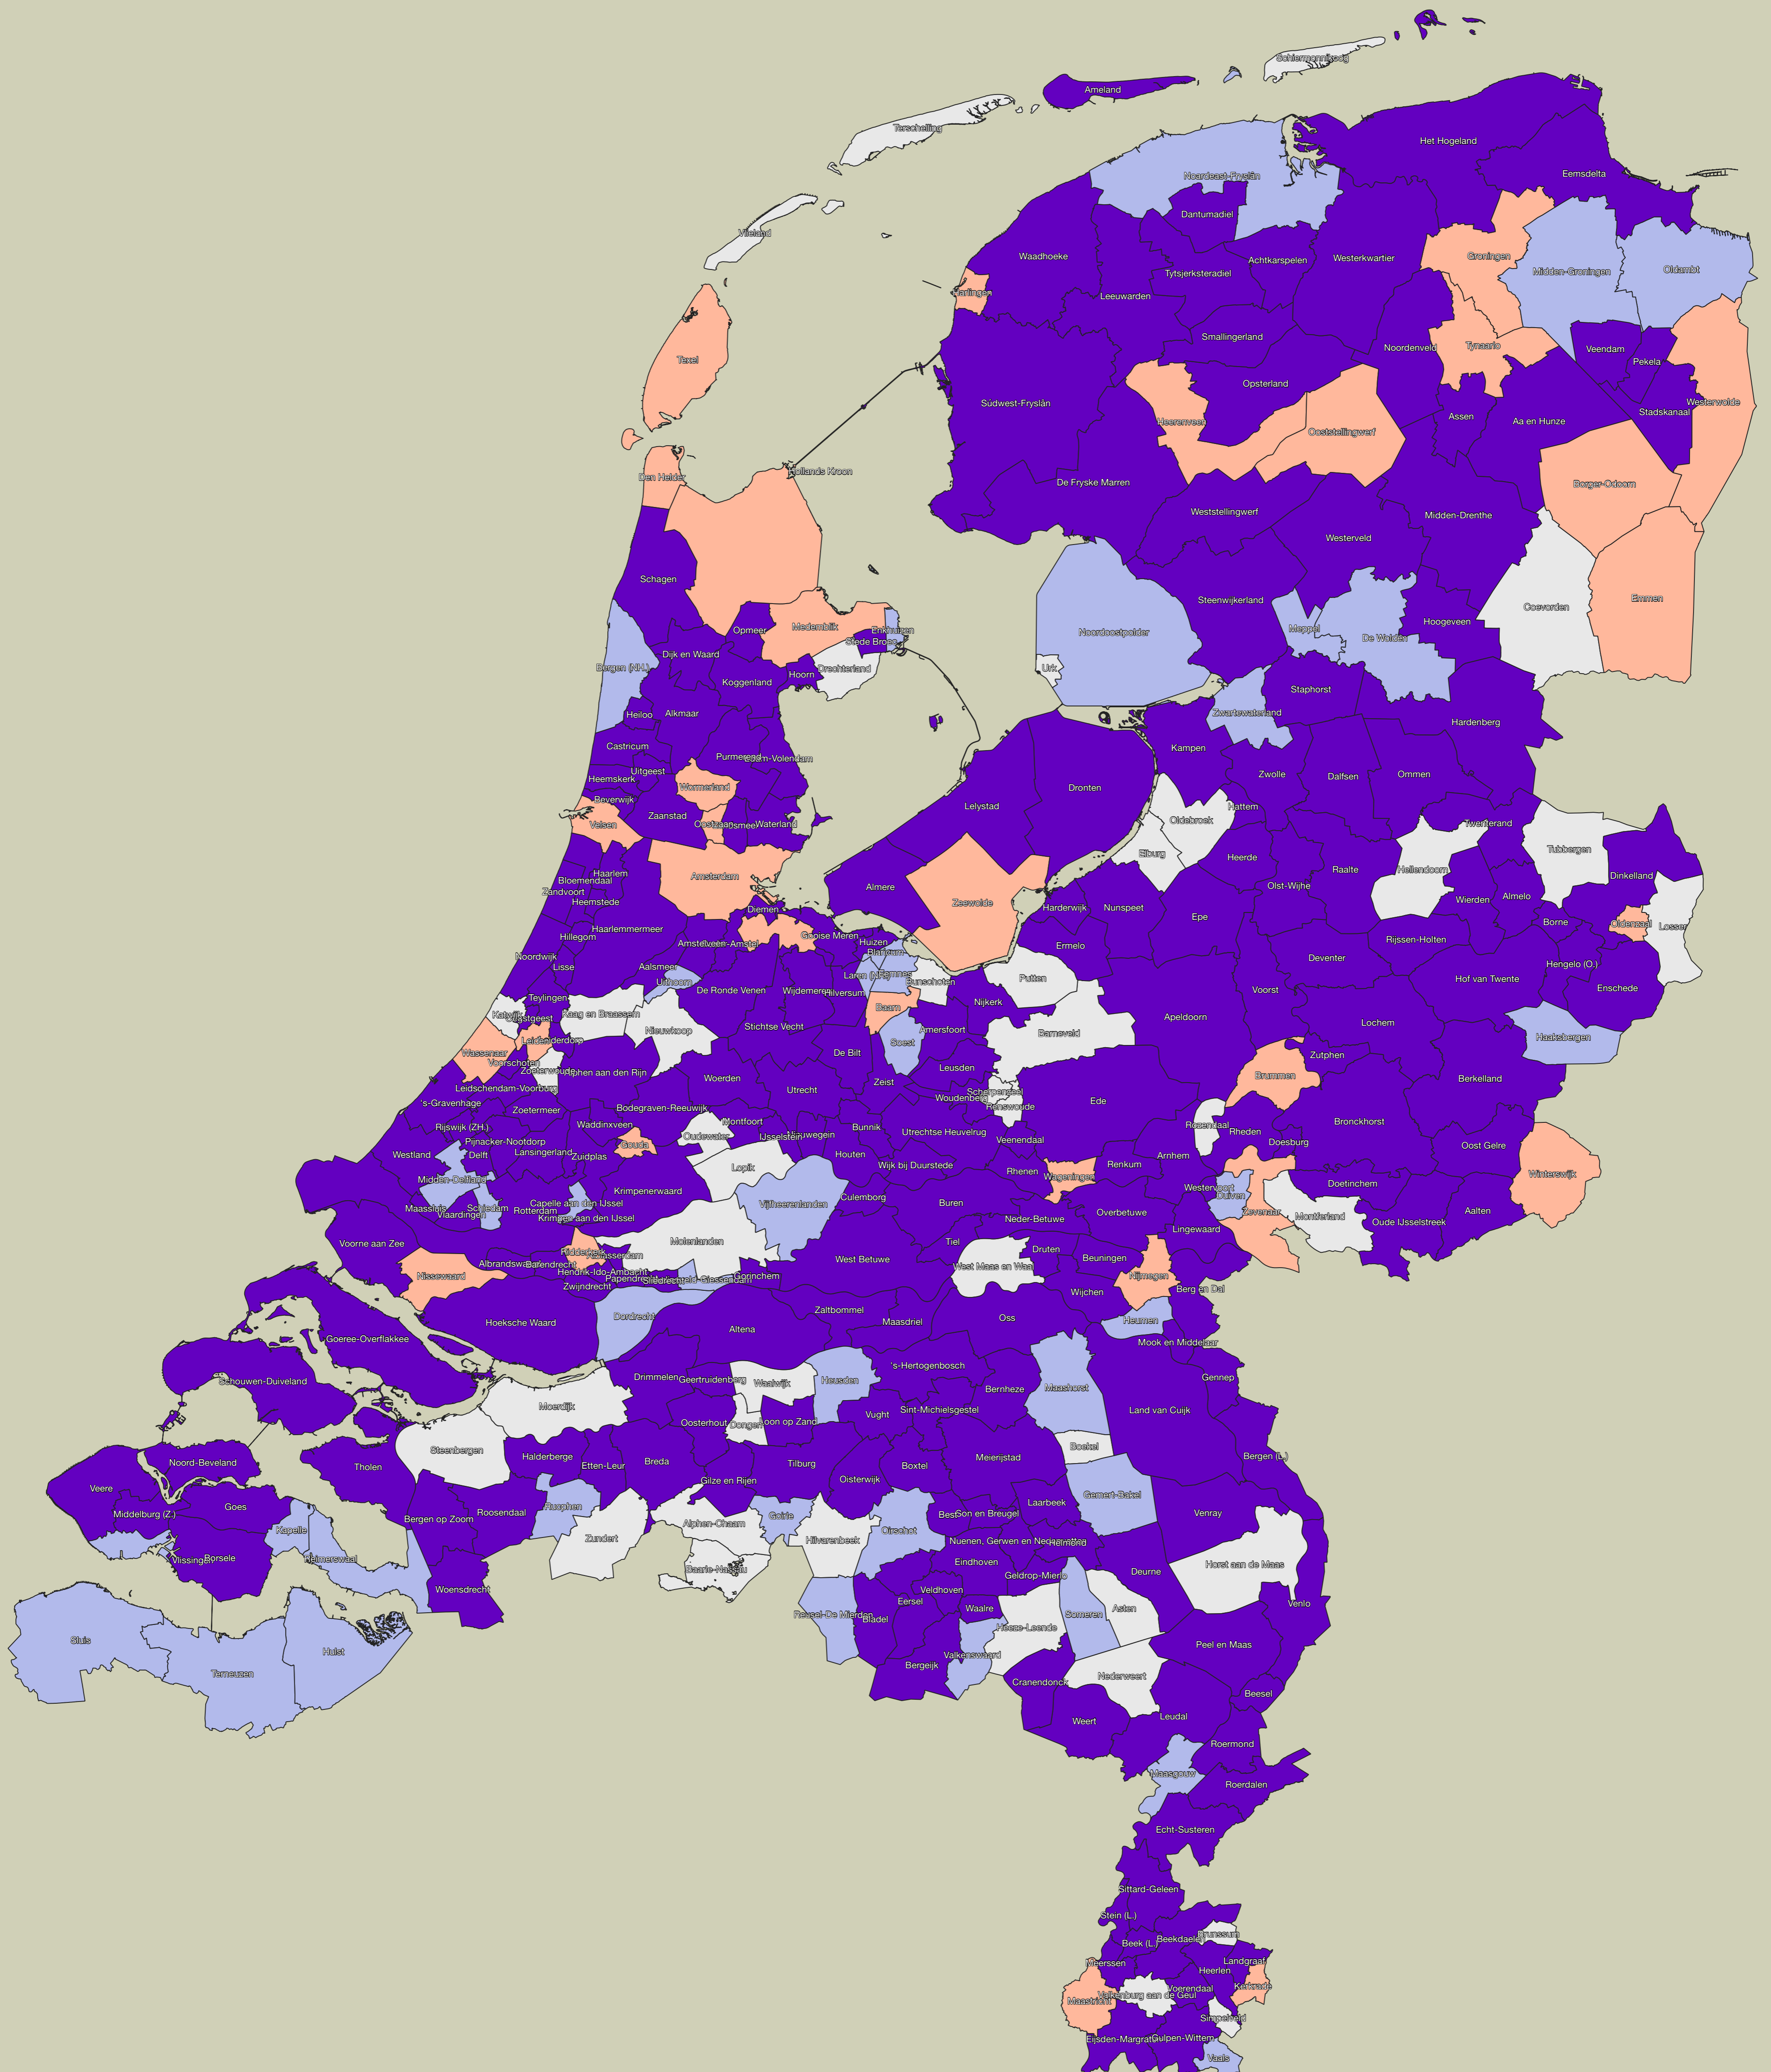 Schiermonnikoog
Ameland
Terschelling
Het Hogeland
Eemsdelta
Noardeast-Fryslân
Dantumadiel
Vlieland
Waadhoeke
Tytsjerksteradiel
Achtkarspelen
Westerkwartier
Groningen
Midden-Groningen
Oldambt
Harlingen
Leeuwarden
Smallingerland
Noordenveld
Tynaarlo
Veendam
Pekela
Texel
Súdwest-Fryslân
Opsterland
Heerenveen
Ooststellingwerf
Assen
Aa en Hunze
Stadskanaal
Westerwolde
Den Helder
Hollands Kroon
De Fryske Marren
Borger-Odoorn
Weststellingwerf
Midden-Drenthe
Westerveld
Schagen
Steenwijkerland
Coevorden
Emmen
Opmeer
Medemblik
Enkhuizen
Stede Broec
Noordoostpolder
Meppel
De Wolden
Hoogeveen
Bergen (NH.)
Dijk en Waard
Koggenland
Hoorn
Drechterland
Urk
Staphorst
Heiloo
Alkmaar
Zwartewaterland
Hardenberg
Castricum
Purmerend
Edam-Volendam
Kampen
Heemskerk
Uitgeest
Wormerland
Dronten
Zwolle
Dalfsen
Ommen
Beverwijk
Lelystad
Hattem
Velsen
Zaanstad
Oostzaan
Waterland
Oldebroek
Twenterand
Elburg
Heerde
Tubbergen
Bloemendaal
Haarlem
Amsterdam
Almere
Olst-Wijhe
Raalte
Hellendoorn
Dinkelland
Zandvoort
Heemstede
Diemen
Zeewolde
Harderwijk
Nunspeet
Epe
Wierden
Almelo
Hillegom
Haarlemmermeer
Amstelveen
Ouder-Amstel
Gooise Meren
Huizen
Blaricum
Ermelo
Rijssen-Holten
Borne
Oldenzaal
Losser
Noordwijk
Lisse
Aalsmeer
Uithoorn
De Ronde Venen
Wijdemeren
Hilversum
Laren (NH.)
Eemnes
Bunschoten
Putten
Deventer
Hof van Twente
Hengelo (O.)
Enschede
Teylingen
Katwijk
Oegstgeest
Kaag en Braassem
Nieuwkoop
Stichtse Vecht
Baarn
Nijkerk
Voorst
Apeldoorn
Lochem
Haaksbergen
Wassenaar
Leiden
Leiderdorp
Voorschoten
Zoeterwoude
Alphen aan den Rijn
De Bilt
Soest
Amersfoort
Barneveld
Zutphen
Brummen
Berkelland
Leidschendam-Voorburg
Woerden
Utrecht
Zeist
Leusden
Woudenberg
Scherpenzeel
Renswoude
Ede
's-Gravenhage
Zoetermeer
Bodegraven-Reeuwijk
Waddinxveen
Montfoort
Oudewater
IJsselstein
Nieuwegein
Bunnik
Utrechtse Heuvelrug
Veenendaal
Rozendaal
Rheden
Doesburg
Bronckhorst
Oost Gelre
Winterswijk
Rijswijk (ZH.)
Pijnacker-Nootdorp
Delft
Lansingerland
Zuidplas
Gouda
Westland
Midden-Delfland
Lopik
Houten
Wijk bij Duurstede
Rhenen
Wageningen
Renkum
Arnhem
Westervoort
Duiven
Doetinchem
Krimpenerwaard
Maassluis
Vlaardingen
Schiedam
Rotterdam
Capelle aan den IJssel
Krimpen aan den IJssel
Vijfheerenlanden
Culemborg
Buren
Neder-Betuwe
Overbetuwe
Lingewaard
Zevenaar
Montferland
Oude IJsselstreek
Aalten
Voorne aan Zee
Nissewaard
Albrandswaard
Barendrecht
Ridderkerk
Alblasserdam
Hendrik-Ido-Ambacht
Zwijndrecht
Papendrecht
Sliedrecht
Hardinxveld-Giessendam
Gorinchem
Molenlanden
West Betuwe
Tiel
West Maas en Waal
Druten
Beuningen
Wijchen
Nijmegen
Berg en Dal
Heumen
Mook en Middelaar
Hoeksche Waard
Dordrecht
Altena
Zaltbommel
Maasdriel
Oss
Goeree-Overflakkee
Schouwen-Duiveland
Drimmelen
Geertruidenberg
Waalwijk
Heusden
's-Hertogenbosch
Bernheze
Maashorst
Gennep
Land van Cuijk
Moerdijk
Oosterhout
Dongen
Loon op Zand
Vught
Sint-Michielsgestel
Steenbergen
Boekel
Bergen (L.)
Noord-Beveland
Tholen
Halderberge
Etten-Leur
Breda
Gilze en Rijen
Tilburg
Oisterwijk
Boxtel
Meierijstad
Gemert-Bakel
Veere
Middelburg (Z.)
Goes
Kapelle
Bergen op Zoom
Roosendaal
Rucphen
Zundert
Alphen-Chaam
Goirle
Hilvarenbeek
Oirschot
Best
Son en Breugel
Laarbeek
Venray
Vlissingen
Borsele
Reimerswaal
Woensdrecht
Baarle-Nassau
Nuenen, Gerwen en Nederwetten
Helmond
Eindhoven
Geldrop-Mierlo
Deurne
Horst aan de Maas
Venlo
Sluis
Terneuzen
Hulst
Reusel-De Mierden
Bladel
Eersel
Veldhoven
Waalre
Valkenswaard
Heeze-Leende
Someren
Asten
Bergeijk
Cranendonck
Nederweert
Peel en Maas
Beesel
Weert
Leudal
Roermond
Maasgouw
Roerdalen
Echt-Susteren
Sittard-Geleen
Stein (L.)
Beek (L.)
Beekdaelen
Brunssum
Meerssen
Heerlen
Landgraaf
Kerkrade
Maastricht
Valkenburg aan de Geul
Voerendaal
Simpelveld
Eijsden-Margraten
Gulpen-Wittem
Vaals